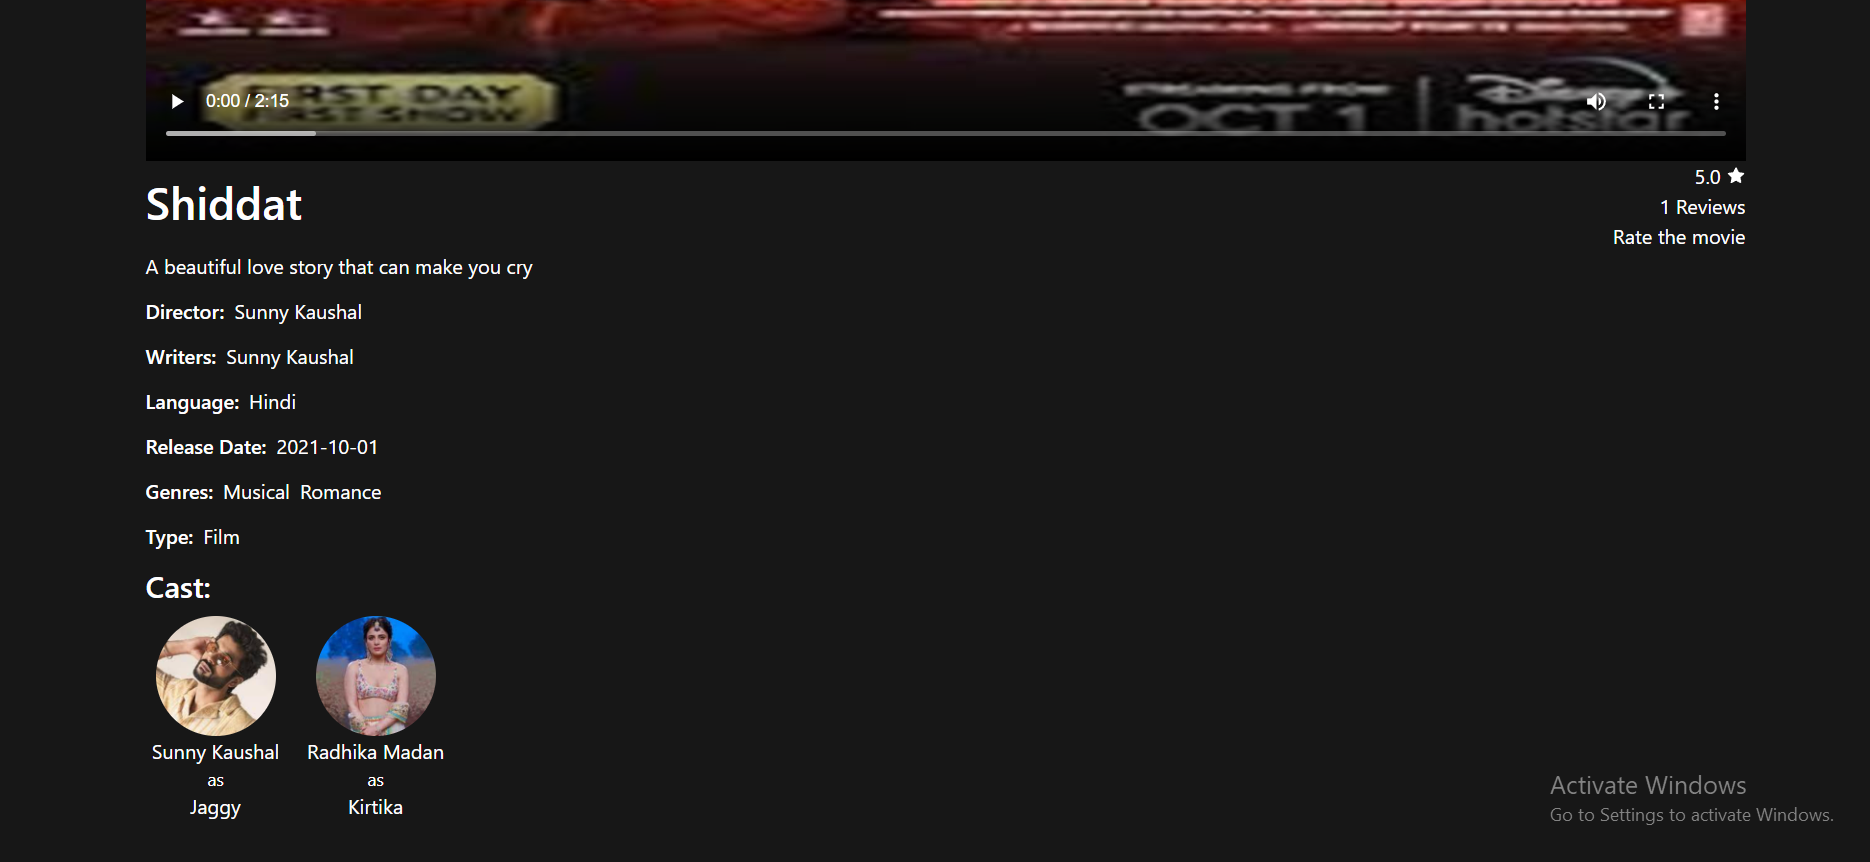 FIRST DAY
FIRST SHOW
STREAMING FROM
OCT 1
Disney
hotstar
0:00 / 2:15
Shiddat
5.0
1 Reviews
Rate the movie
A beautiful love story that can make you cry
Director: Sunny Kaushal
Writers: Sunny Kaushal
Language: Hindi
Release Date: 2021-10-01
Genres: Musical Romance
Type: Film
Cast:
Sunny Kaushal
as
Jaggy
Radhika Madan
as
Kirtika
Activate Windows
Go to Settings to activate Windows.